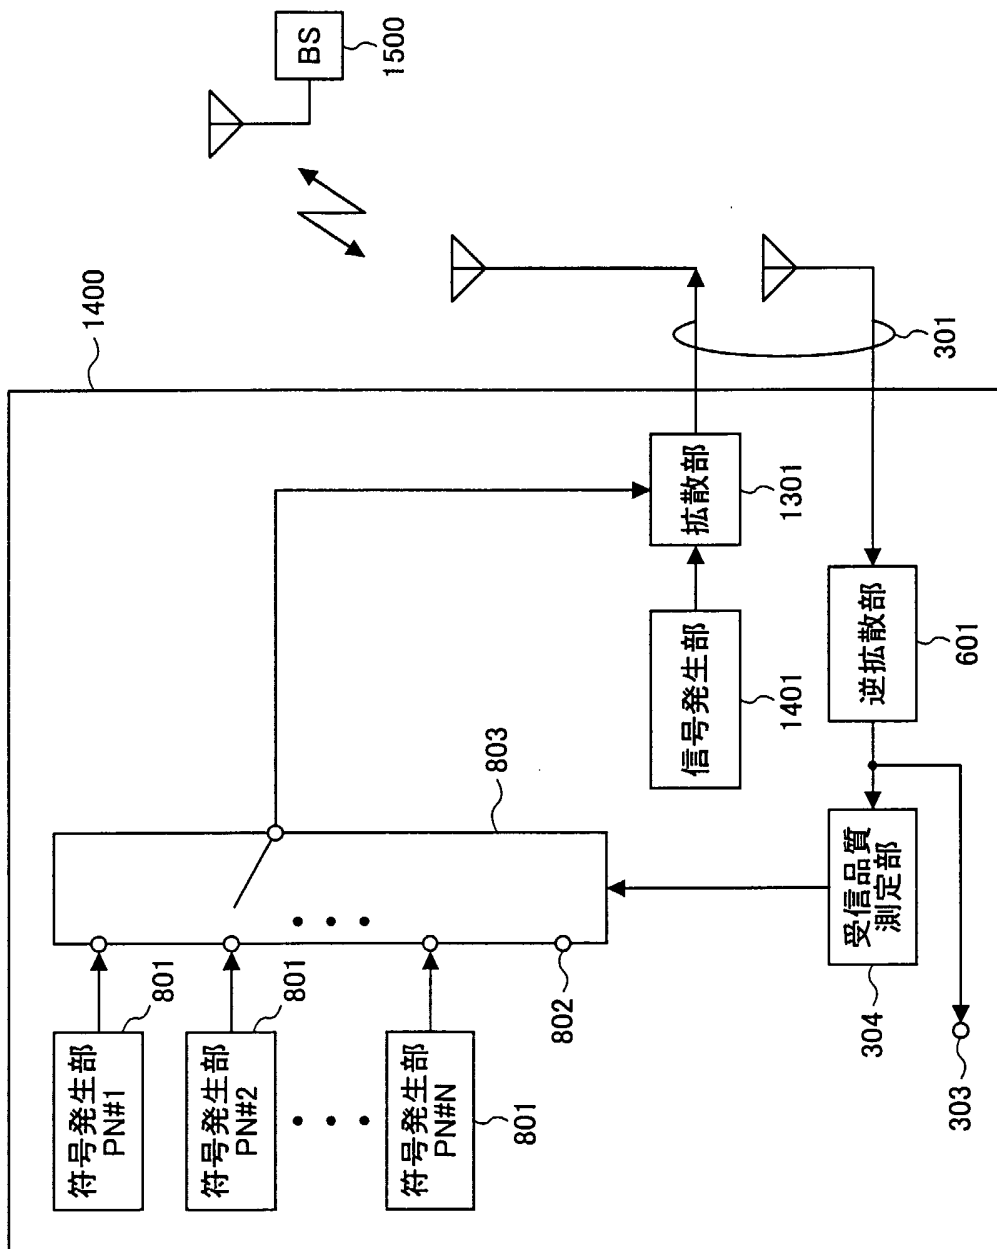 1400
BS
1500
符号発生部
PN#1
801
符号発生部
PN#2
801
符号発生部
PN#N
801
802
803
信号発生部
1401
拡散部
1301
301
受信品質
測定部
304
逆拡散部
601
303